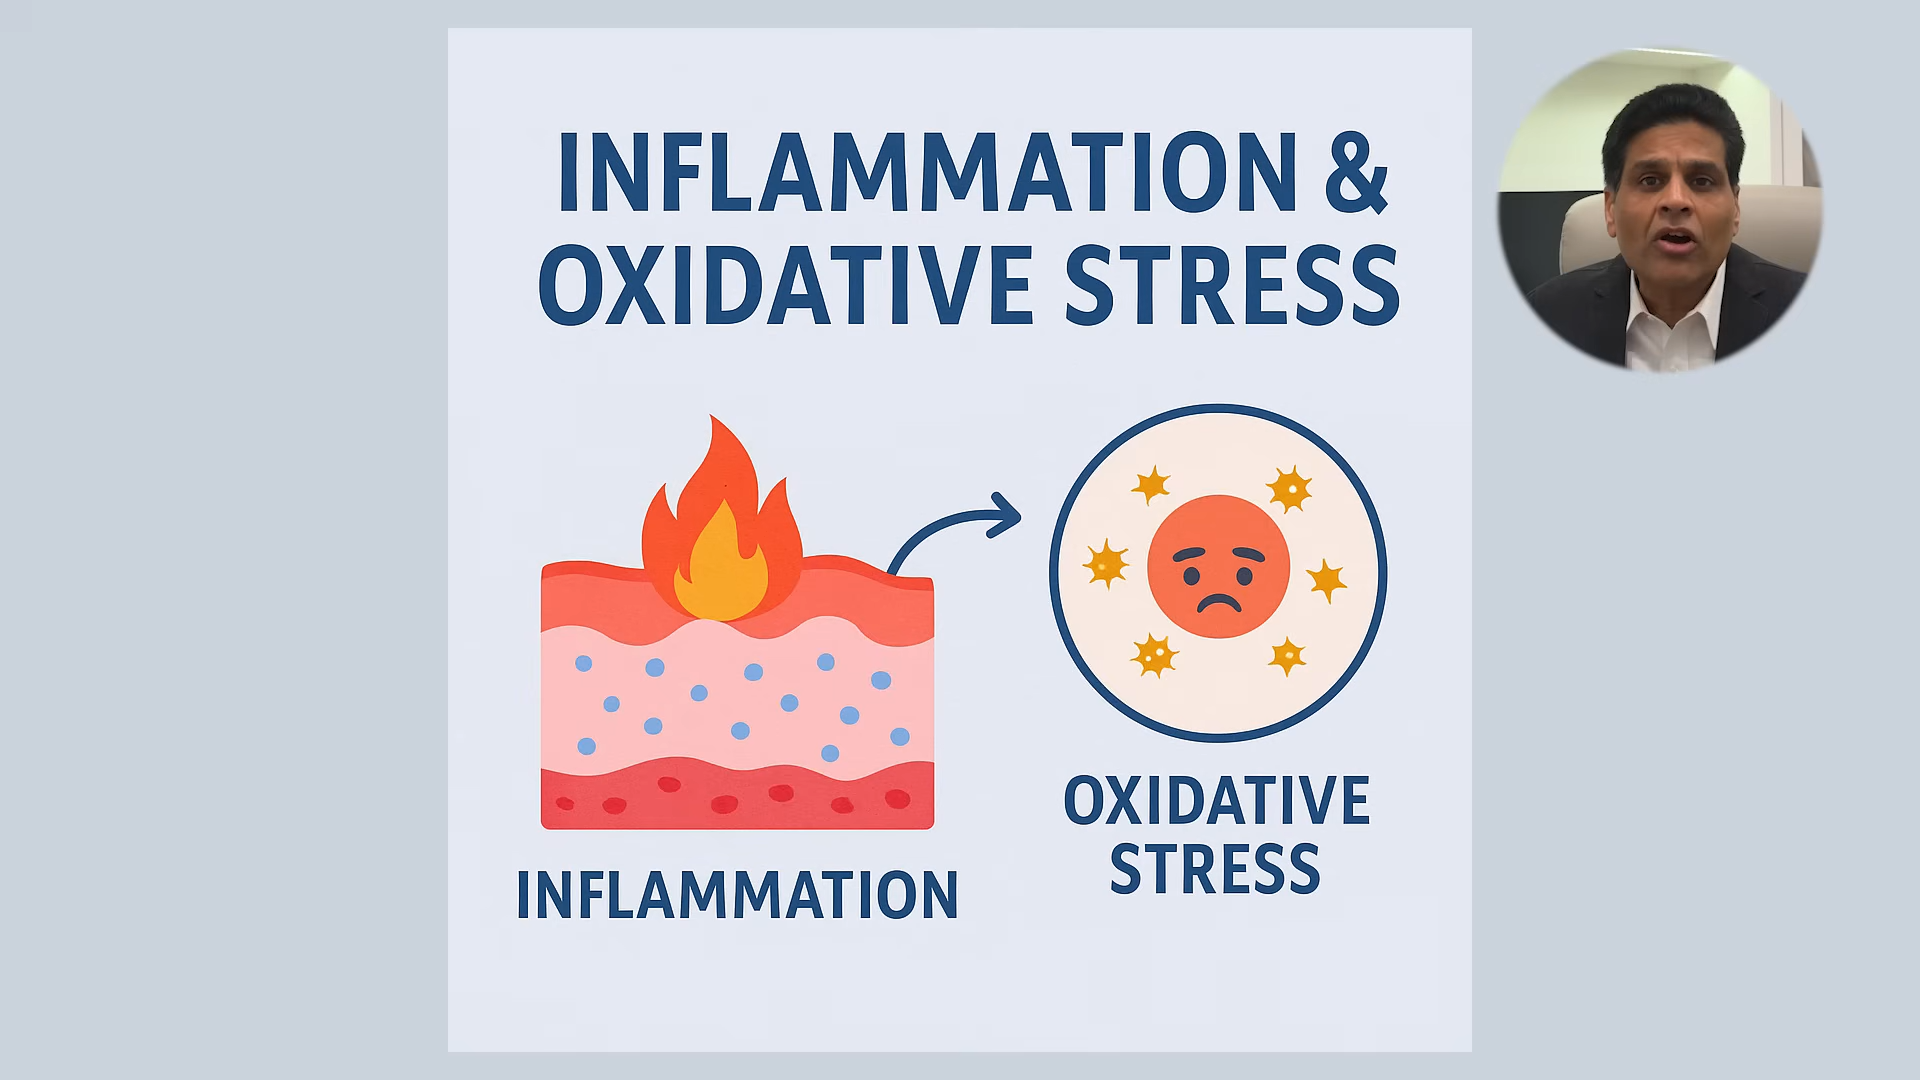 INFLAMMATION &
OXIDATIVE STRESS
INFLAMMATION
OXIDATIVE
STRESS